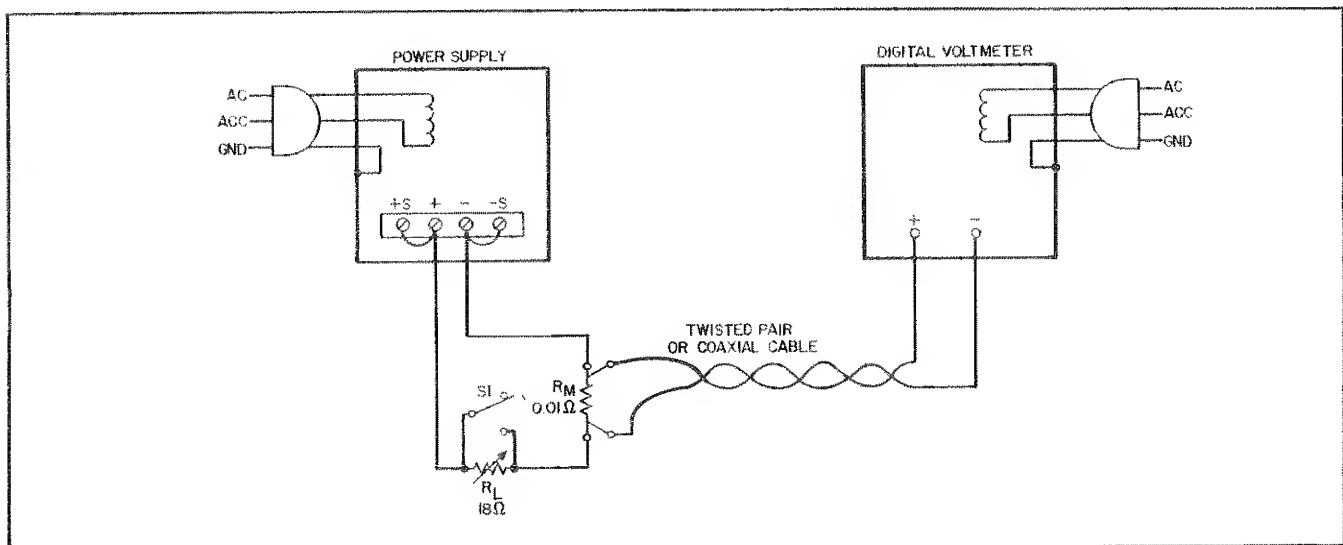 POWER SUPPLY
DIGITAL VOLTMETER
AC
ACC
GND
AC
ACC
GND
+S + - -S
+ -
TWISTED PAIR
OR COAXIAL CABLE
S1
RM
0.01Ω
RL
18Ω